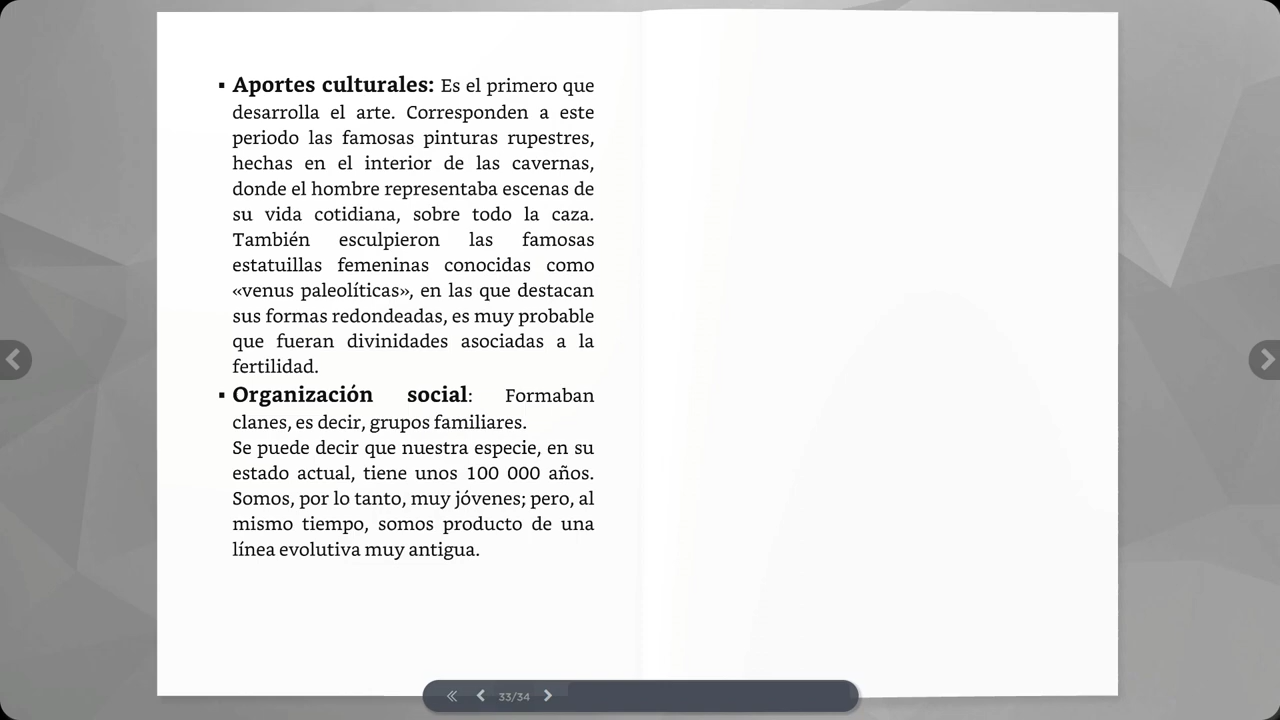 ▪ Aportes culturales: Es el primero que
desarrolla el arte. Corresponden a este
periodo las famosas pinturas rupestres,
hechas en el interior de las cavernas,
donde el hombre representaba escenas de
su vida cotidiana, sobre todo la caza.
También esculpieron las famosas
estatuillas femeninas conocidas como
«venus paleolíticas», en las que destacan
sus formas redondeadas, es muy probable
que fueran divinidades asociadas a la
fertilidad.
▪ Organización social: Formaban
clanes, es decir, grupos familiares.
Se puede decir que nuestra especie, en su
estado actual, tiene unos 100 000 años.
Somos, por lo tanto, muy jóvenes; pero, al
mismo tiempo, somos producto de una
línea evolutiva muy antigua.
33/34